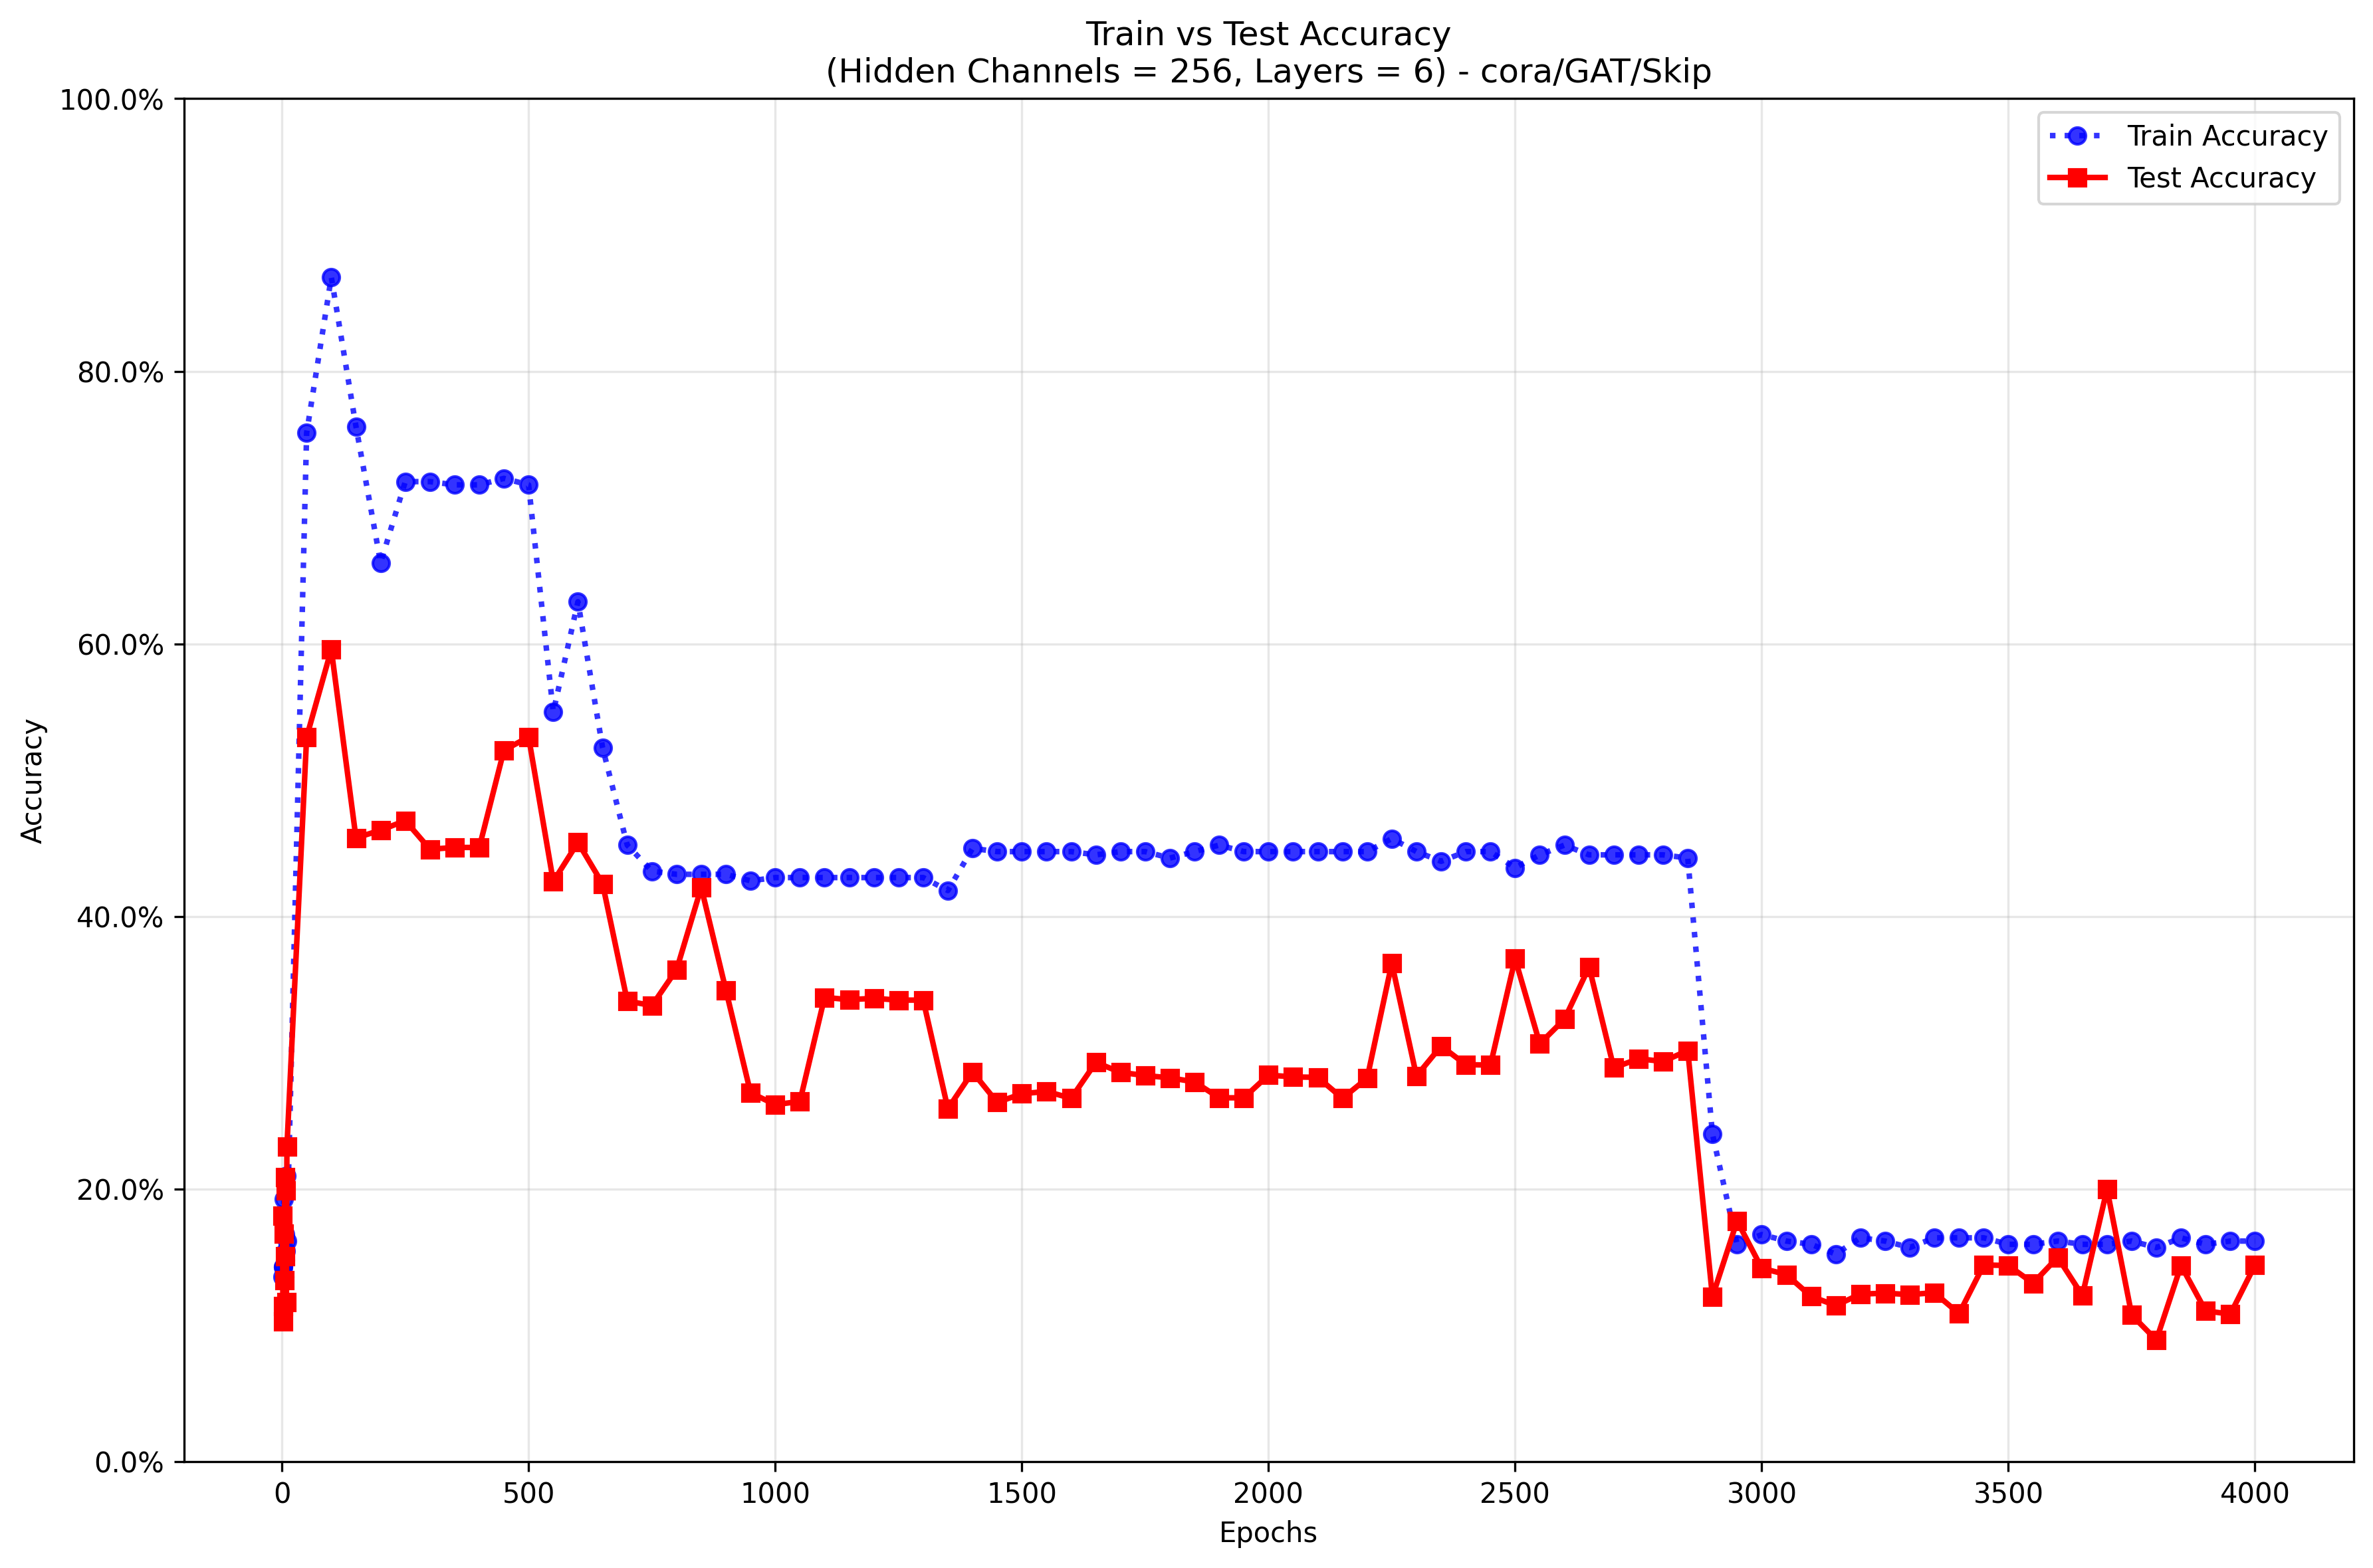 Train vs Test Accuracy
(Hidden Channels = 256, Layers = 6) - cora/GAT/Skip
100.0%
80.0%
60.0%
40.0%
20.0%
0.0%
Accuracy
Train Accuracy
Test Accuracy
0
500
1000
1500
2000
2500
3000
3500
4000
Epochs